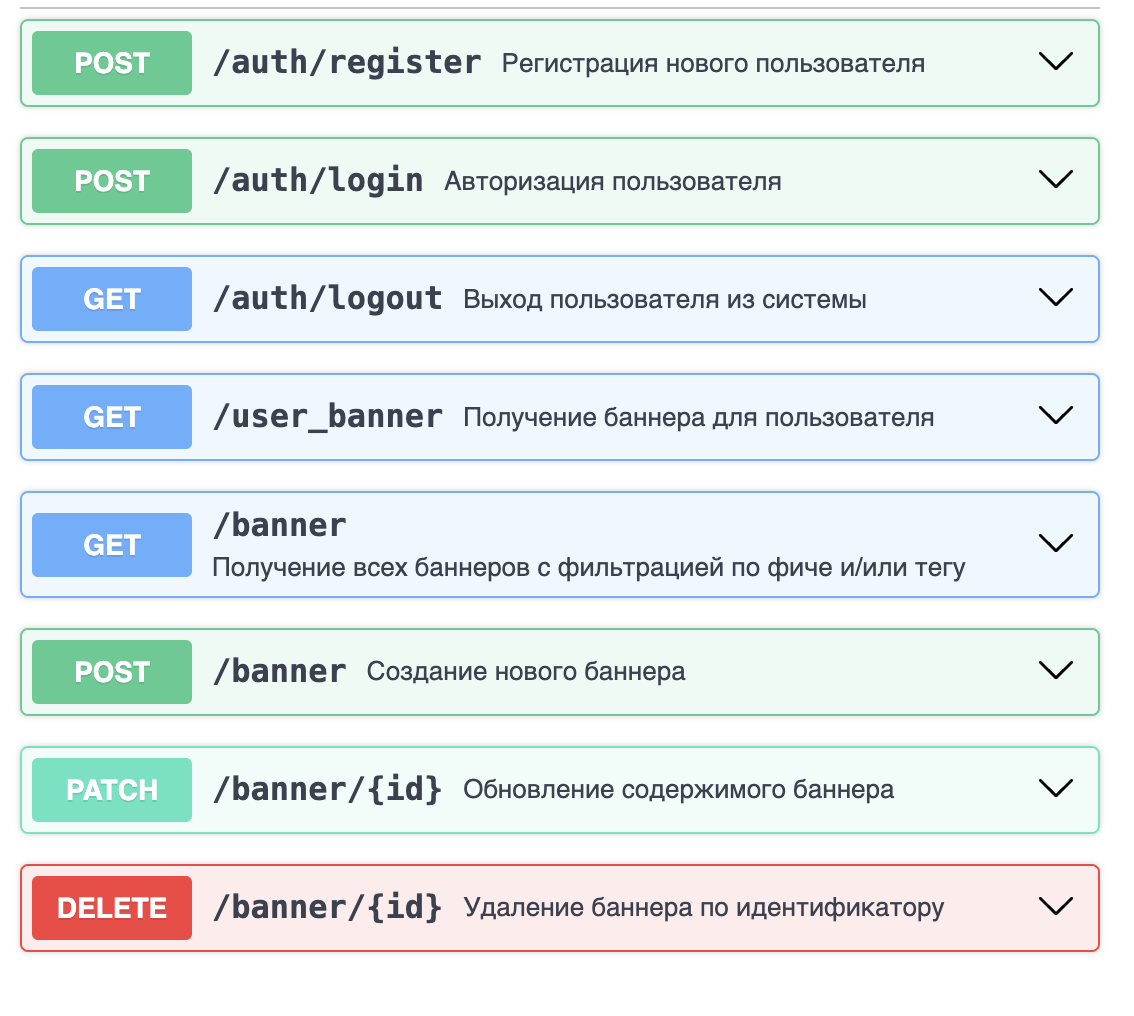 POST /auth/register Регистрация нового пользователя
POST /auth/login Авторизация пользователя
GET /auth/logout Выход пользователя из системы
GET /user_banner Получение баннера для пользователя
GET /banner
Получение всех баннеров с фильтрацией по фиче и/или тегу
POST /banner Создание нового баннера
PATCH /banner/{id} Обновление содержимого баннера
DELETE /banner/{id} Удаление баннера по идентификатору